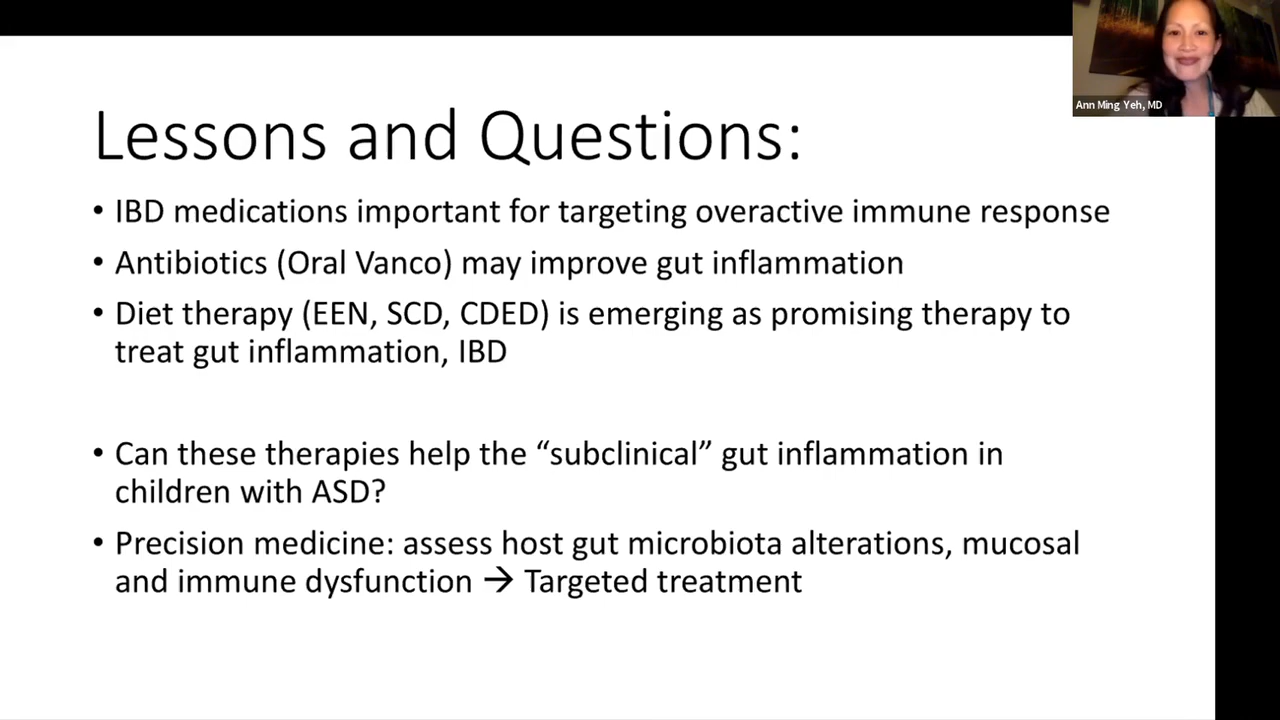 Ann Ming Yeh, MD
Lessons and Questions:
• IBD medications important for targeting overactive immune response
• Antibiotics (Oral Vanco) may improve gut inflammation
• Diet therapy (EEN, SCD, CDED) is emerging as promising therapy to
treat gut inflammation, IBD
• Can these therapies help the “subclinical” gut inflammation in
children with ASD?
• Precision medicine: assess host gut microbiota alterations, mucosal
and immune dysfunction → Targeted treatment